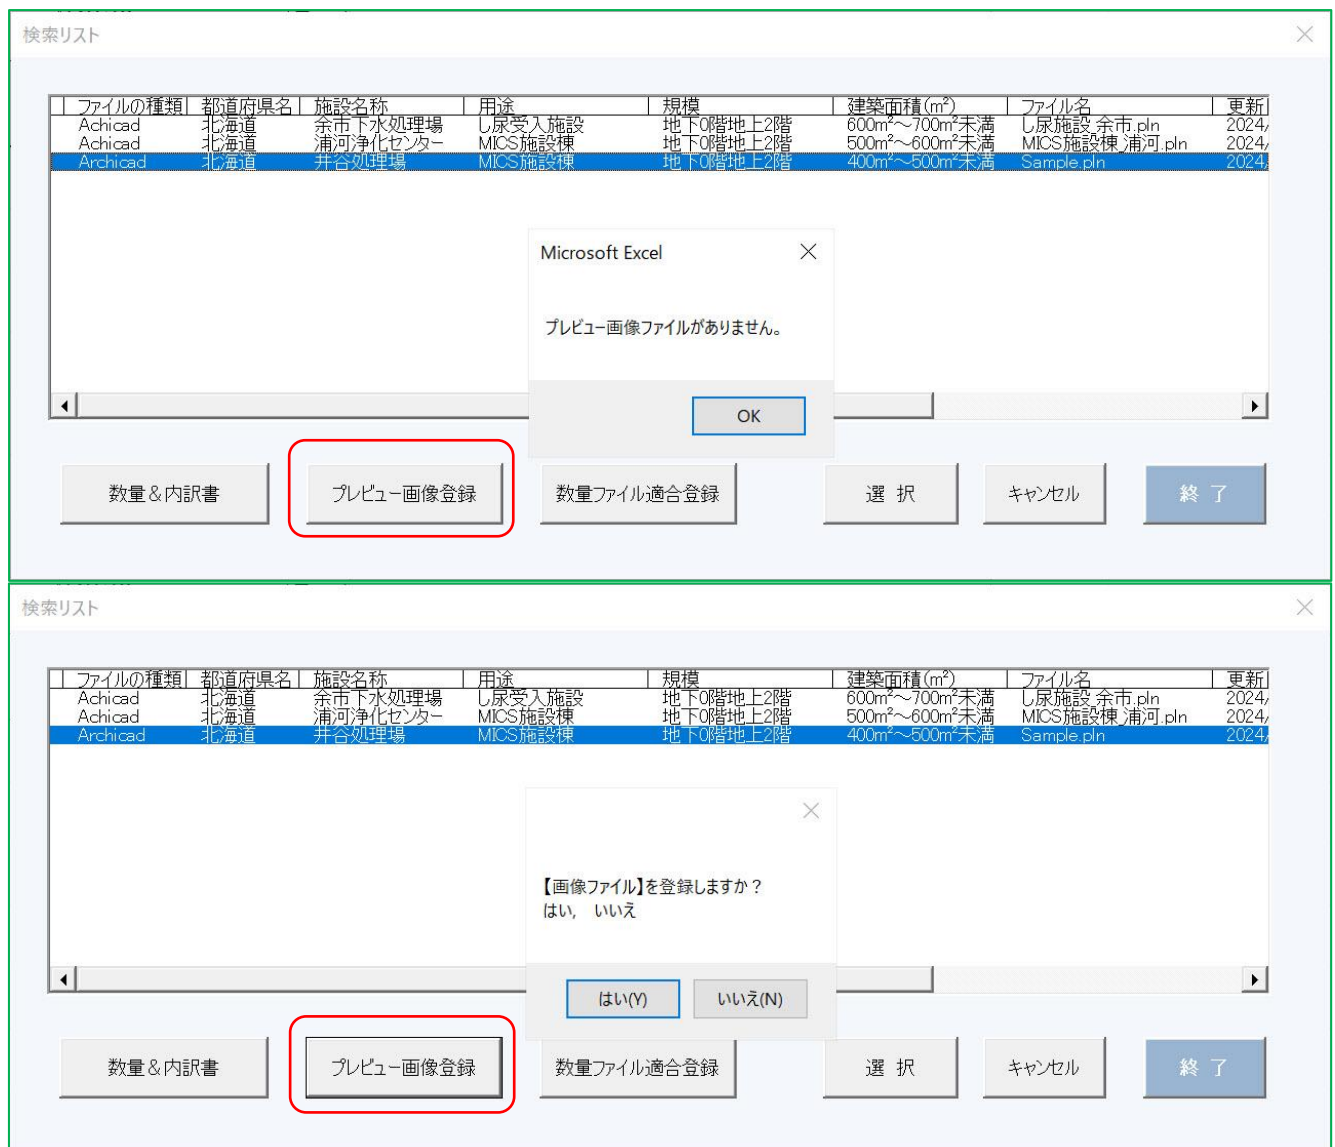 検索リスト
ファイルの種類 都道府県名 施設名称 用途 規模 建築面積(m²) ファイル名 更新
Achicad 北海道 余市下水処理場 し尿受入施設 地下0階地上2階 600m²～700m²未満 し尿施設_余市.pln 2024/
Achicad 北海道 浦河浄化センター MICS施設棟 地下0階地上2階 500m²～600m²未満 MICS施設棟_浦河.pln 2024/
Archicad 北海道 井谷処理場 MICS施設棟 地下0階地上2階 400m²～500m²未満 Sample.pln 2024/
Microsoft Excel
プレビュー画像ファイルがありません。
OK
数量＆内訳書 プレビュー画像登録 数量ファイル適合登録 選 択 キャンセル 終 了
検索リスト
ファイルの種類 都道府県名 施設名称 用途 規模 建築面積(m²) ファイル名 更新
Achicad 北海道 余市下水処理場 し尿受入施設 地下0階地上2階 600m²～700m²未満 し尿施設_余市.pln 2024/
Achicad 北海道 浦河浄化センター MICS施設棟 地下0階地上2階 500m²～600m²未満 MICS施設棟_浦河.pln 2024/
Archicad 北海道 井谷処理場 MICS施設棟 地下0階地上2階 400m²～500m²未満 Sample.pln 2024/
【画像ファイル】を登録しますか？
はい, いいえ
はい(Y) いいえ(N)
数量＆内訳書 プレビュー画像登録 数量ファイル適合登録 選 択 キャンセル 終 了